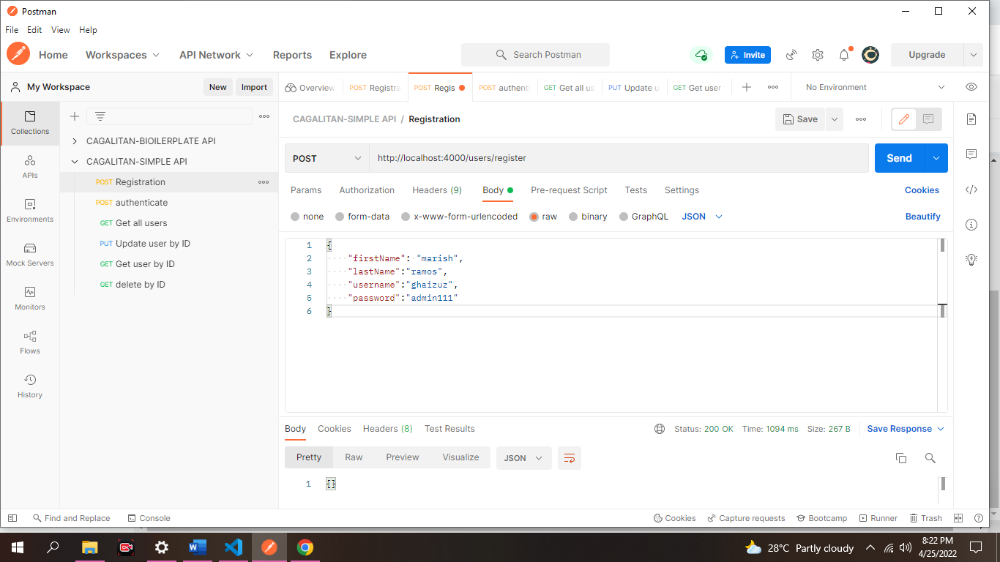 Postman
File Edit View Help
Home Workspaces API Network Reports Explore Search Postman Invite Upgrade
My Workspace New Import
Overview POST Registra POST Regis POST authenti GET Get all us PUT Update u GET Get user No Environment
Collections
APIs
Environments
Mock Servers
Monitors
Flows
History
CAGALITAN-BIOILERPLATE API
CAGALITAN-SIMPLE API
POST Registration
POST authenticate
GET Get all users
PUT Update user by ID
GET Get user by ID
GET delete by ID
CAGALITAN-SIMPLE API / Registration Save
POST http://localhost:4000/users/register Send
Params Authorization Headers (9) Body Pre-request Script Tests Settings Cookies
none form-data x-www-form-urlencoded raw binary GraphQL JSON Beautify
1 {
2 "firstName": "marish",
3 "lastName":"ramos",
4 "username":"ghaizuz",
5 "password":"admin111"
6 }
Body Cookies Headers (8) Test Results Status: 200 OK Time: 1094 ms Size: 267 B Save Response
Pretty Raw Preview Visualize JSON
1 {}
Find and Replace Console Cookies Capture requests Bootcamp Runner Trash
28°C Partly cloudy 8:22 PM
4/25/2022